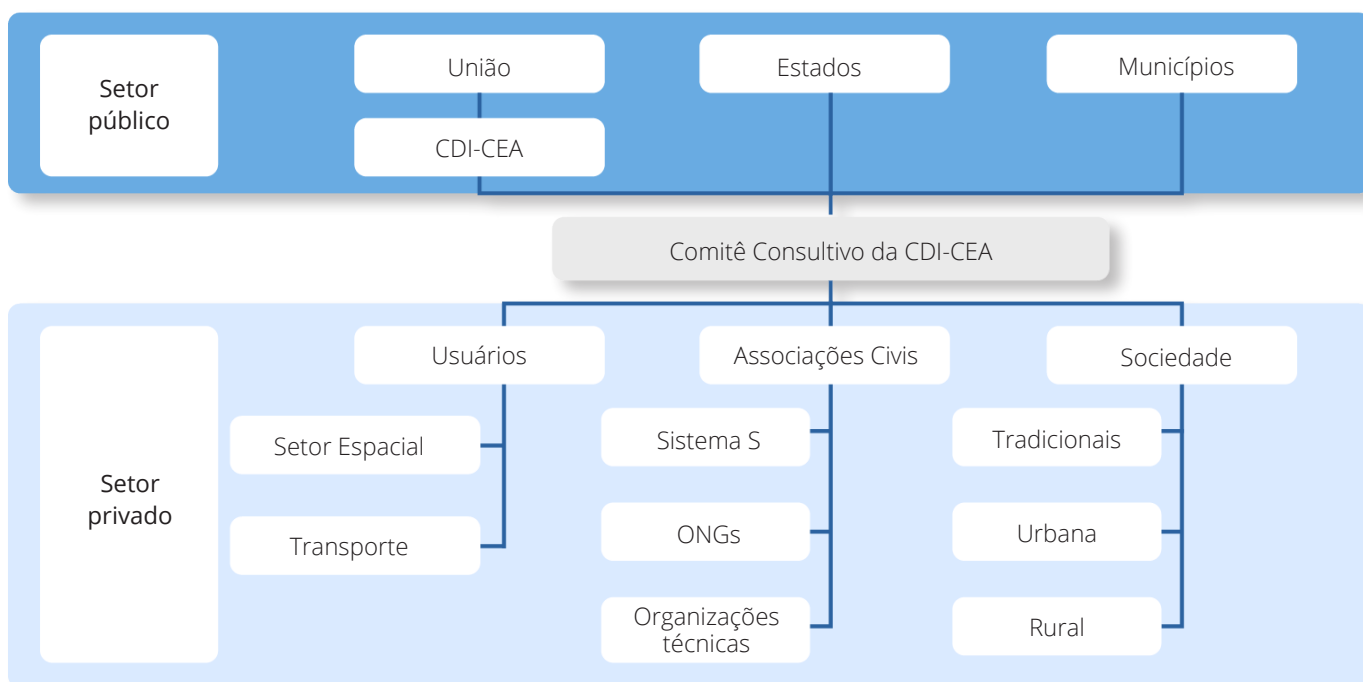 Setor
público
União
Estados
Municípios
CDI-CEA
Comitê Consultivo da CDI-CEA
Setor
privado
Usuários
Associações Civis
Sociedade
Setor Espacial
Sistema S
Tradicionais
Transporte
ONGs
Urbana
Organizações
técnicas
Rural